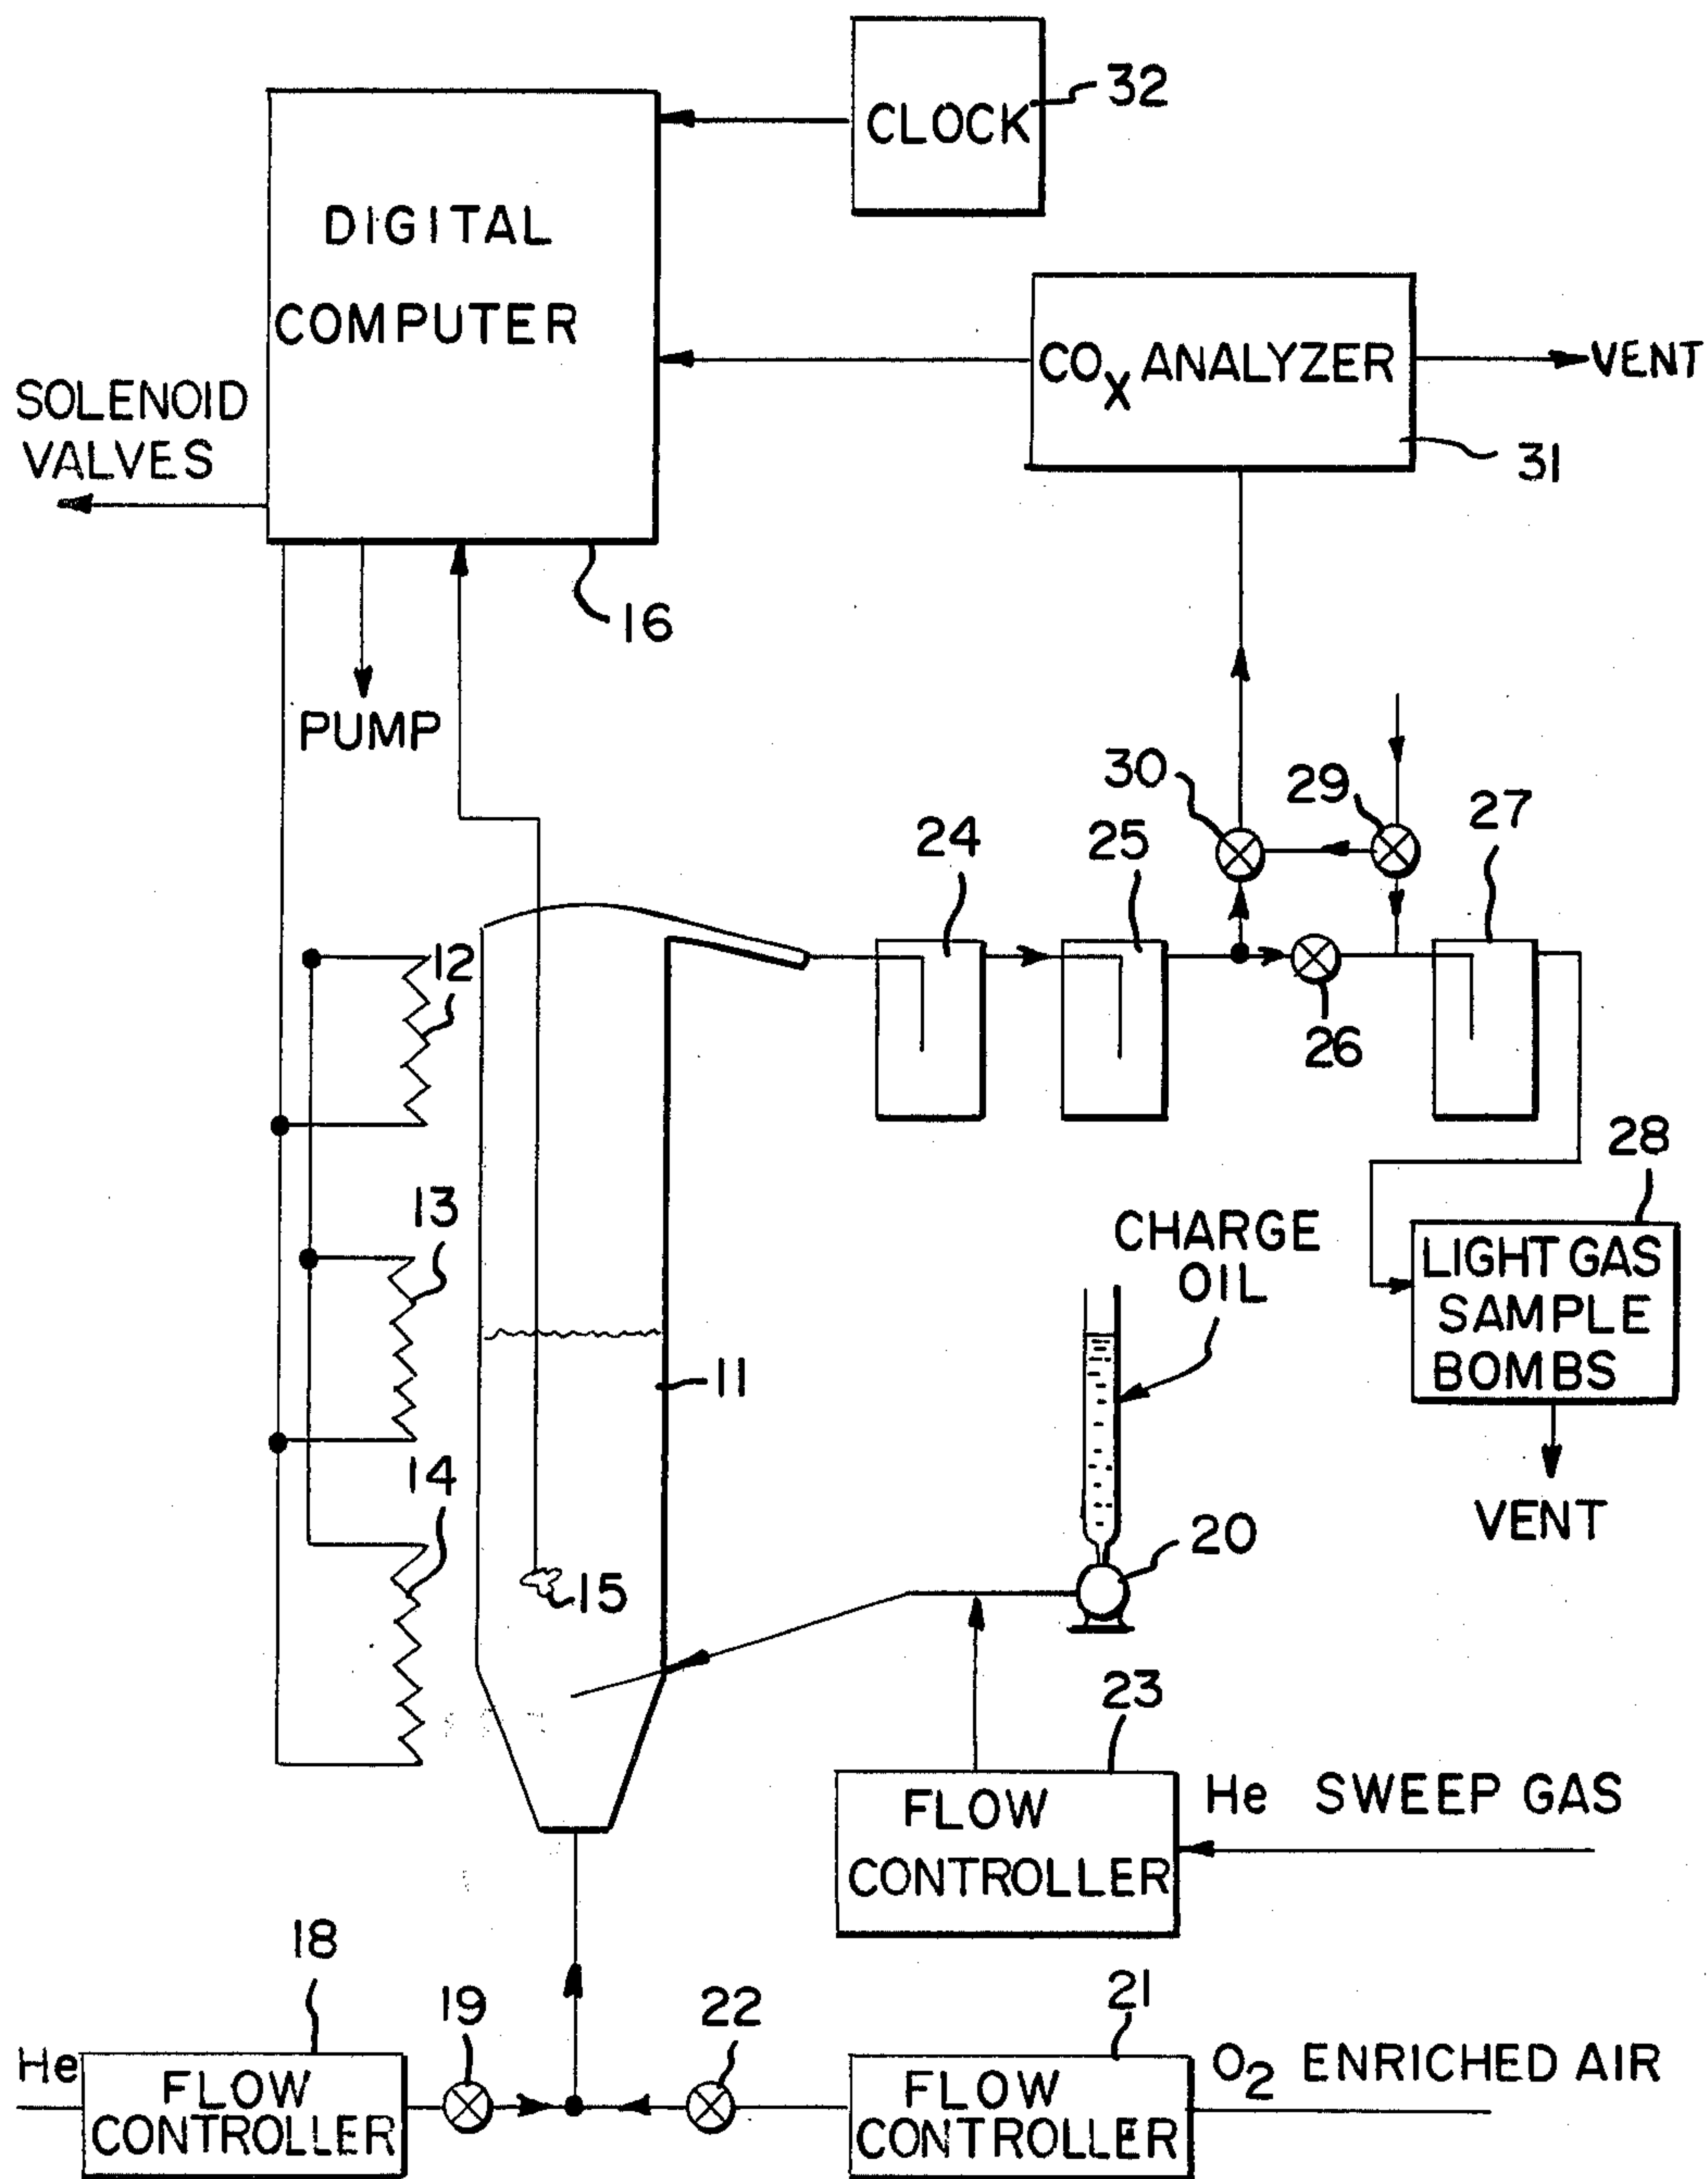 32
CLOCK
DIGITAL
COMPUTER
CO_X ANALYZER
VENT
SOLENOID
VALVES
31
16
PUMP
30
29
27
24
25
12
26
28
13
CHARGE
OIL
LIGHT GAS
SAMPLE
BOMBS
11
14
VENT
20
15
23
He SWEEP GAS
FLOW
CONTROLLER
18
19
22
21
He
FLOW
CONTROLLER
FLOW
CONTROLLER
O₂ ENRICHED AIR